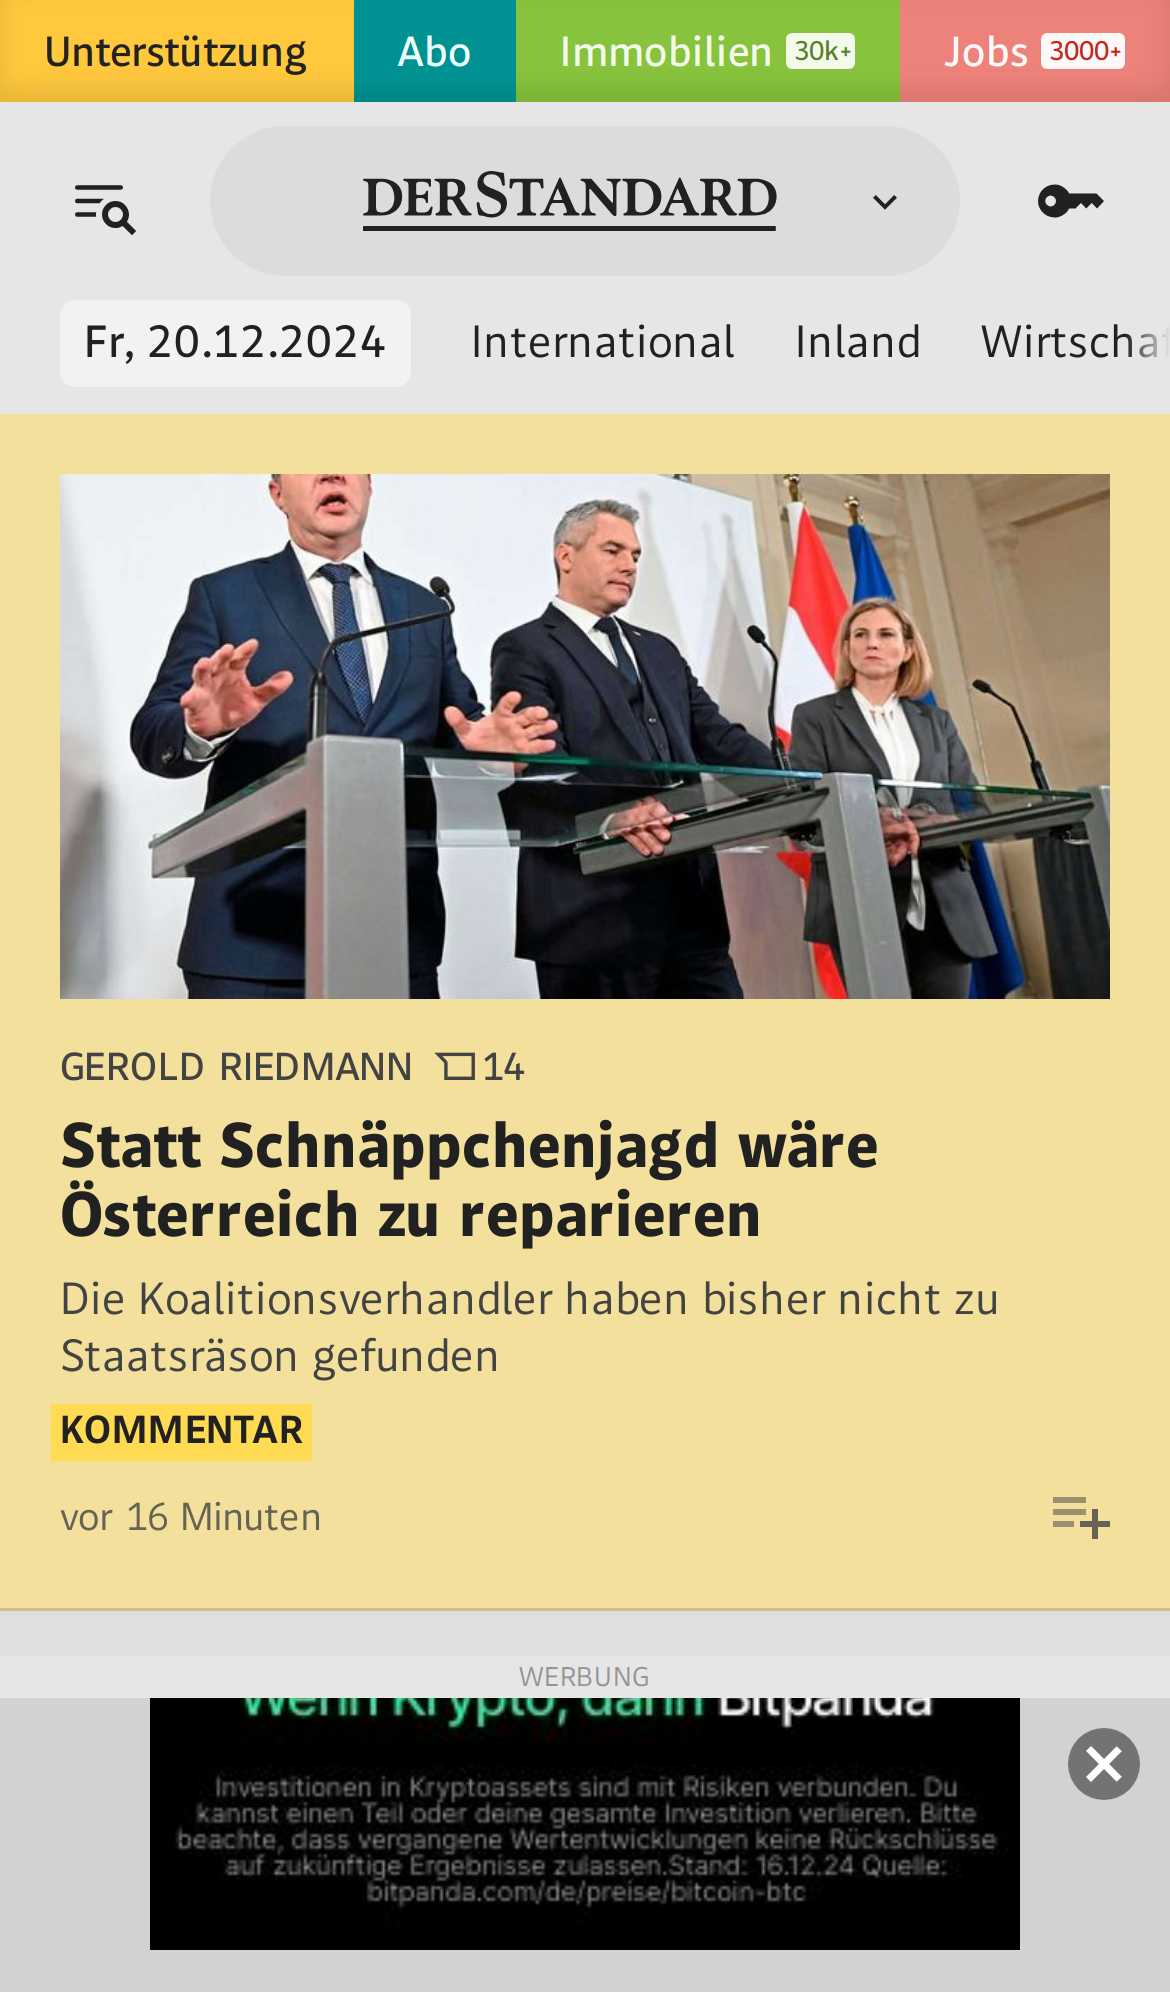 Unterstützung
Abo
Immobilien 30k+
Jobs 3000+
DERSTANDARD
Fr, 20.12.2024
International
Inland
Wirtscha
GEROLD RIEDMANN 14
Statt Schnäppchenjagd wäre
Österreich zu reparieren
Die Koalitionsverhandler haben bisher nicht zu
Staatsräson gefunden
KOMMENTAR
vor 16 Minuten
WERBUNG
Wenn Krypto, dann Bitpanda
Investitionen in Kryptoassets sind mit Risiken verbunden. Du
kannst einen Teil oder deine gesamte Investition verlieren. Bitte
beachte, dass vergangene Wertentwicklungen keine Rückschlüsse
auf zukünftige Ergebnisse zulassen.Stand: 16.12.24 Quelle:
bitpanda.com/de/preise/bitcoin-btc